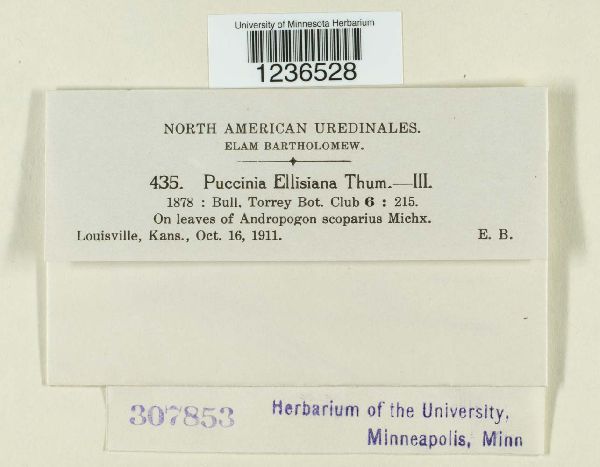 University of Minnesota Herbarium
1236528
NORTH AMERICAN UREDINALES.
ELAM BARTHOLOMEW.
435. Puccinia Ellisiana Thum.—III.
1878 : Bull. Torrey Bot. Club 6 : 215.
On leaves of Andropogon scoparius Michx.
Louisville, Kans., Oct. 16, 1911. E. B.
307853
Herbarium of the University,
Minneapolis, Minn